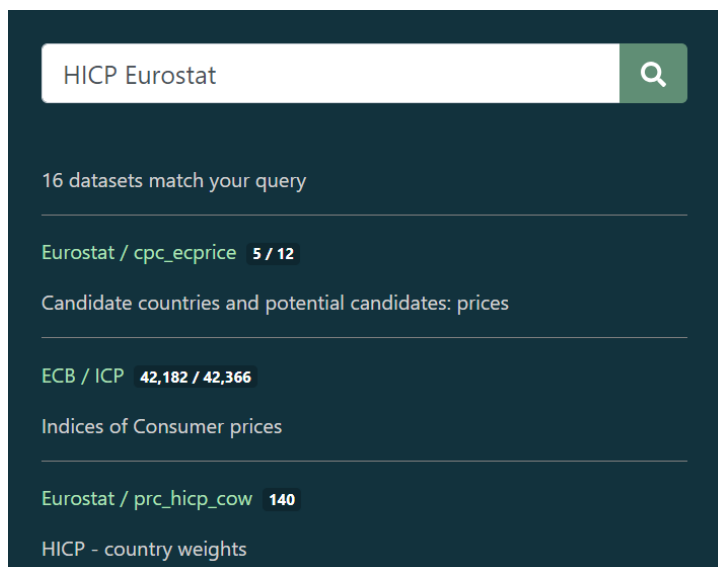 HICP Eurostat
16 datasets match your query
Eurostat / cpc_ecprice 5 / 12
Candidate countries and potential candidates: prices
ECB / ICP 42,182 / 42,366
Indices of Consumer prices
Eurostat / prc_hicp_cow 140
HICP - country weights